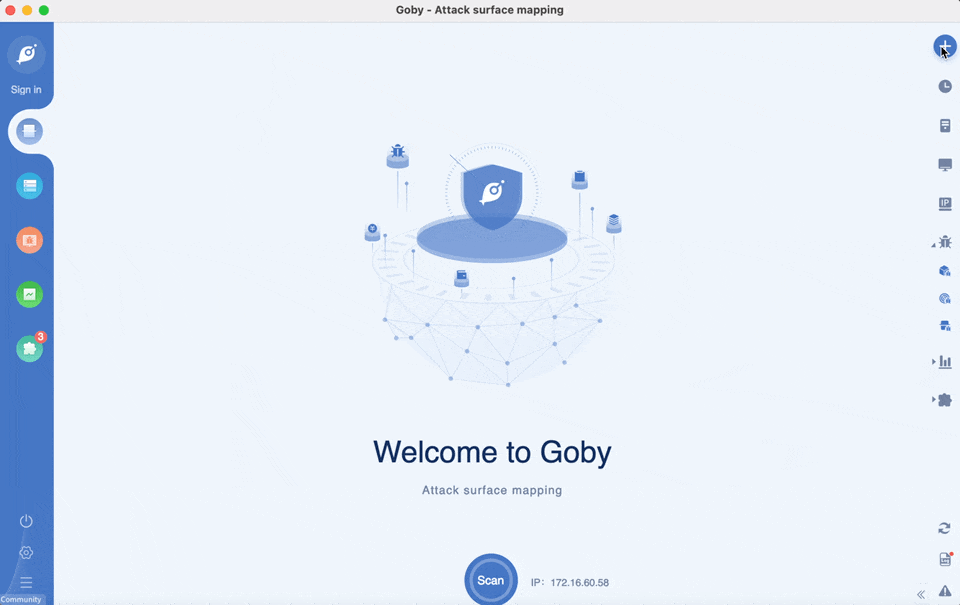 Goby - Attack surface mapping
Sign in
IP
3
Welcome to Goby
Attack surface mapping
Scan
IP: 172.16.60.58
Community